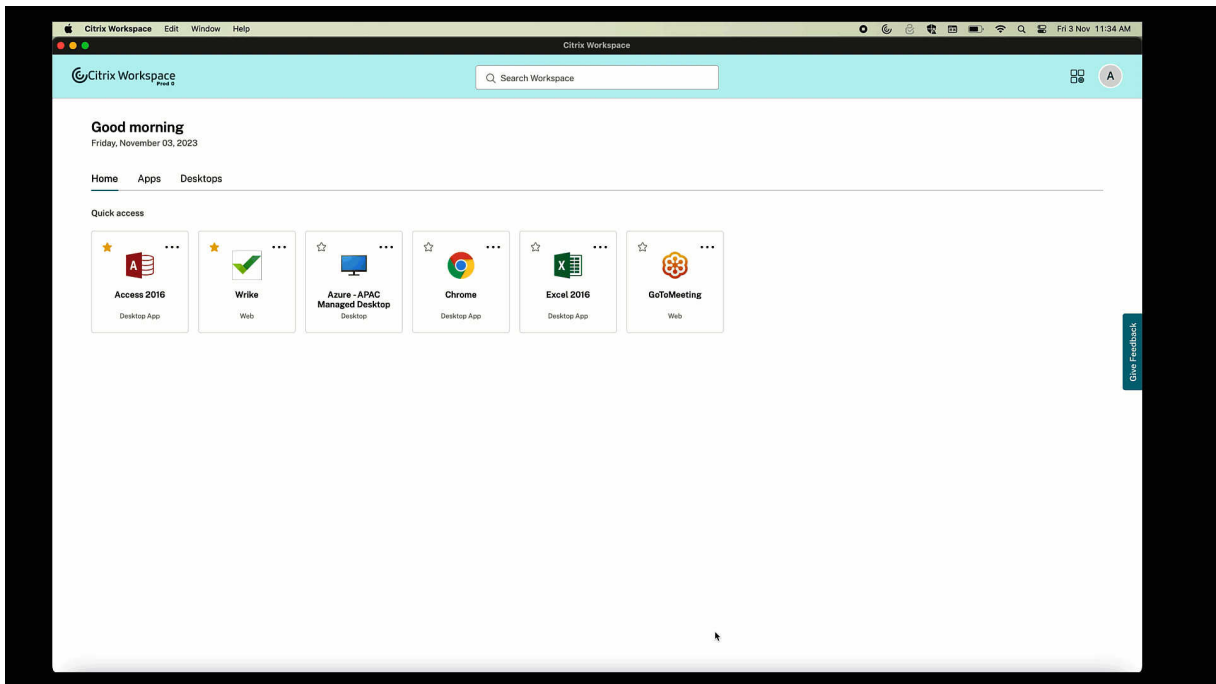 Citrix Workspace Edit Window Help Fri 3 Nov 11:34 AM
Citrix Workspace
Citrix Workspace
Prod G
Search Workspace
A
Good morning
Friday, November 03, 2023
Home Apps Desktops
Quick access
A
X
Access 2016
Desktop App
Wrike
Web
Azure - APAC
Managed Desktop
Desktop
Chrome
Desktop App
Excel 2016
Desktop App
GoToMeeting
Web
Give Feedback